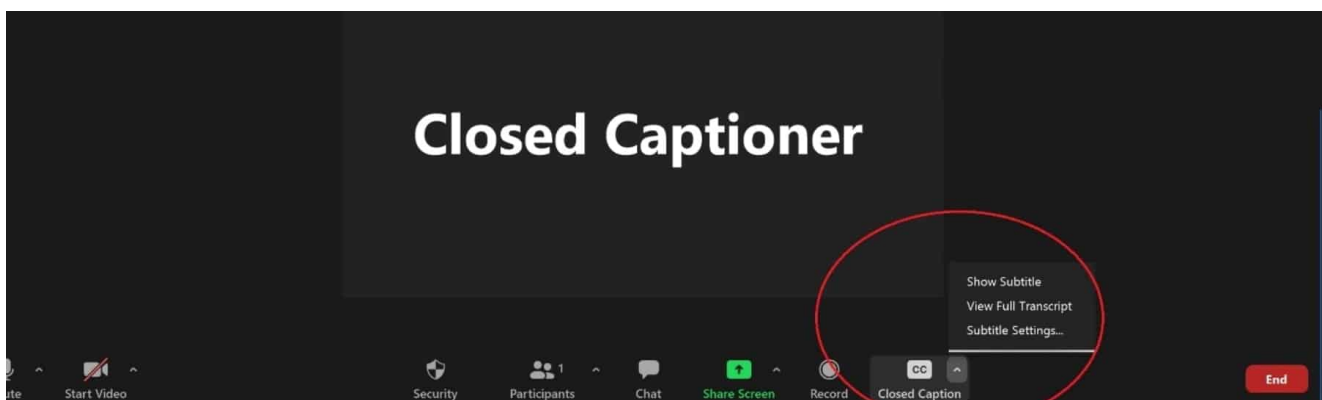 Closed Captioner
Show Subtitle
View Full Transcript
Subtitle Settings...
ute
Start Video
Security
Participants
1
Chat
Share Screen
Record
CC
Closed Caption
End